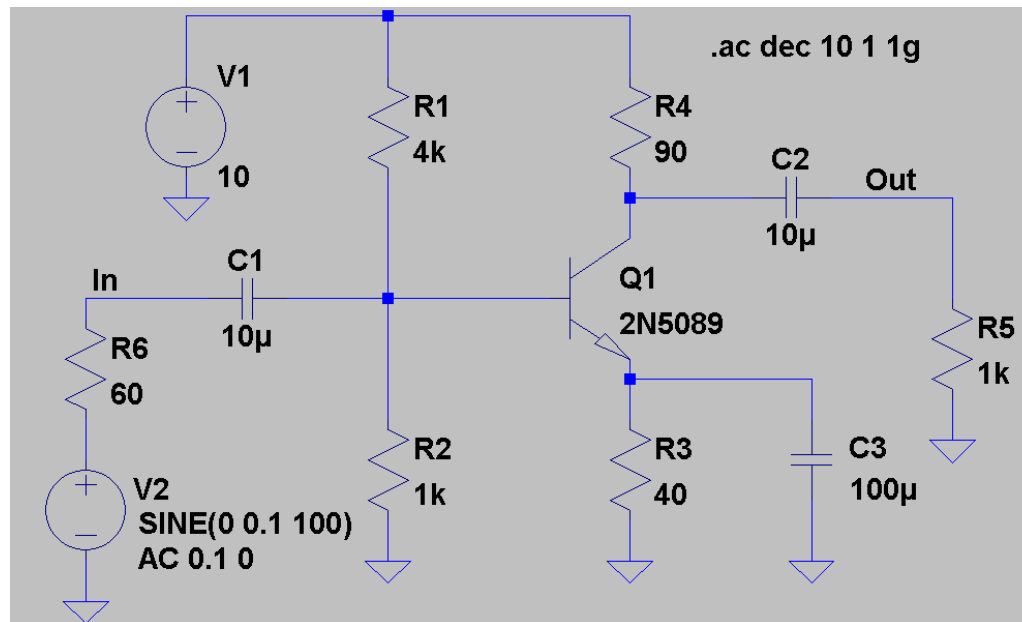 .ac dec 10 1 1g
V1
10
R1
4k
R4
90
C2
10µ
Out
In
C1
10µ
Q1
2N5089
R6
60
R5
1k
R2
1k
R3
40
C3
100µ
V2
SINE(0 0.1 100)
AC 0.1 0